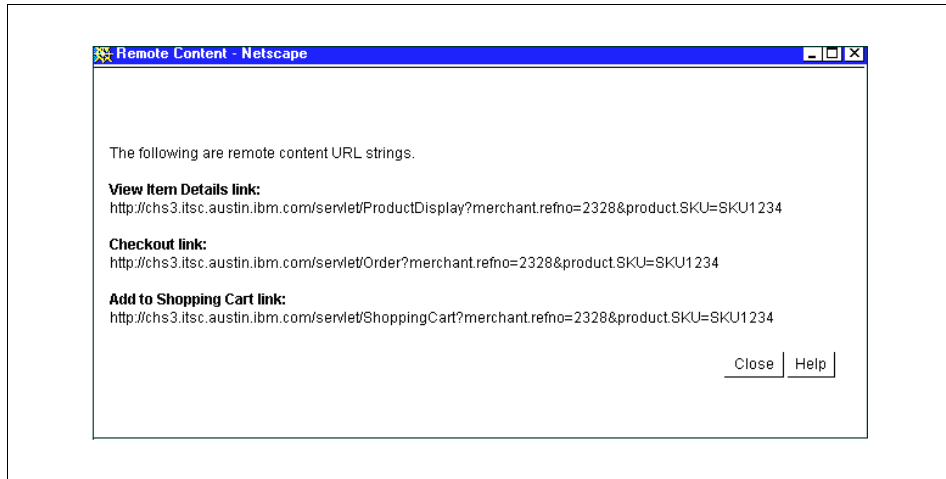 Remote Content - Netscape
The following are remote content URL strings.
View Item Details link:
http://chs3.itsc.austin.ibm.com/servlet/ProductDisplay?merchant.refno=2328&product.SKU=SKU1234
Checkout link:
http://chs3.itsc.austin.ibm.com/servlet/Order?merchant.refno=2328&product.SKU=SKU1234
Add to Shopping Cart link:
http://chs3.itsc.austin.ibm.com/servlet/ShoppingCart?merchant.refno=2328&product.SKU=SKU1234
Close Help